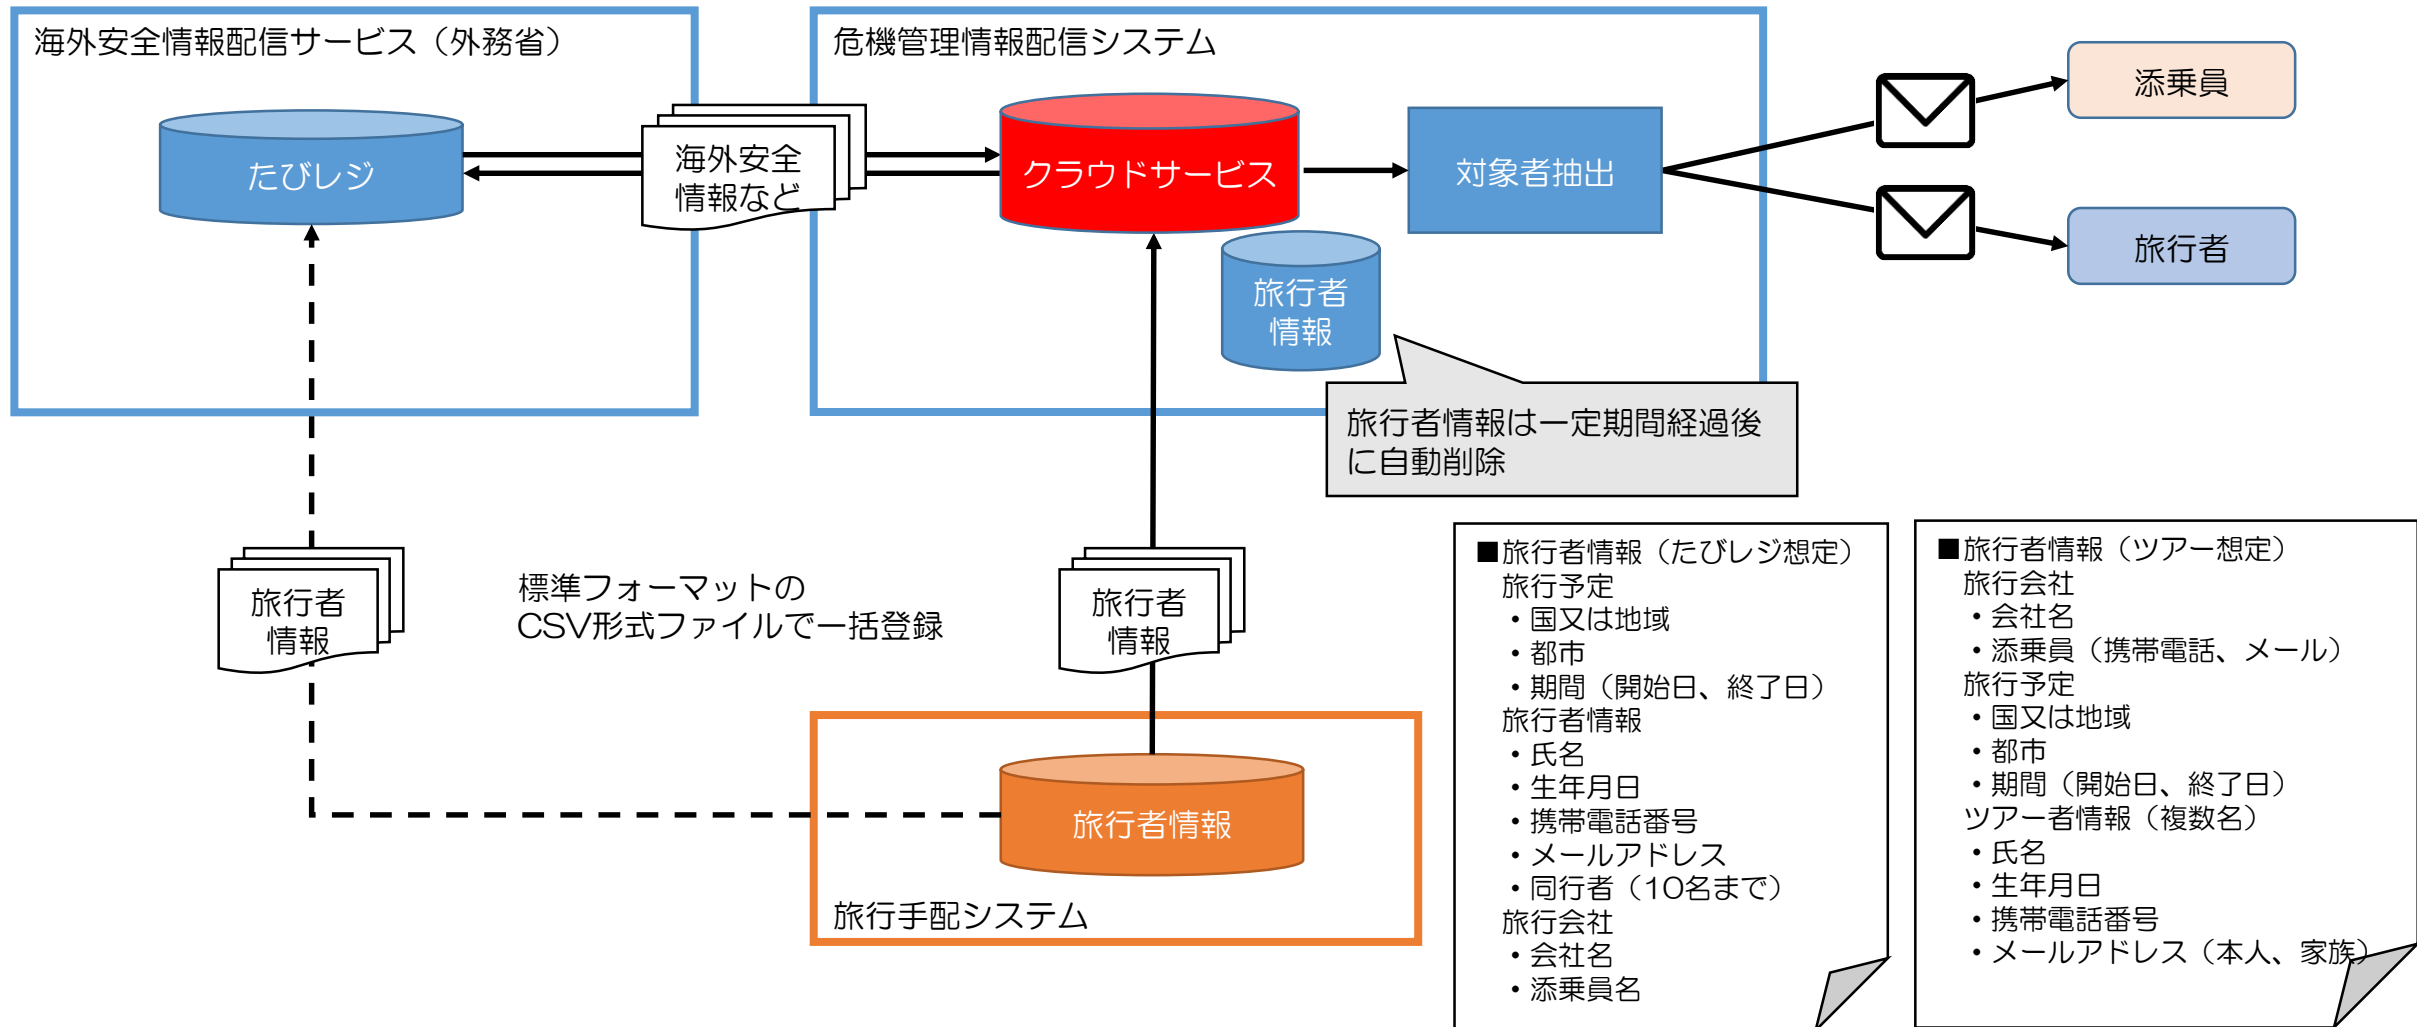 海外安全情報配信サービス（外務省）
危機管理情報配信システム
たびレジ
海外安全
情報など
クラウドサービス
対象者抽出
添乗員
旅行者
旅行者
情報
旅行者情報は一定期間経過後
に自動削除
旅行者
情報
標準フォーマットの
CSV形式ファイルで一括登録
旅行者
情報
旅行者情報
旅行手配システム
■旅行者情報（たびレジ想定）
旅行予定
・国又は地域
・都市
・期間（開始日、終了日）
旅行者情報
・氏名
・生年月日
・携帯電話番号
・メールアドレス
・同行者（10名まで）
旅行会社
・会社名
・添乗員名
■旅行者情報（ツアー想定）
旅行会社
・会社名
・添乗員（携帯電話、メール）
旅行予定
・国又は地域
・都市
・期間（開始日、終了日）
ツアー者情報（複数名）
・氏名
・生年月日
・携帯電話番号
・メールアドレス（本人、家族）